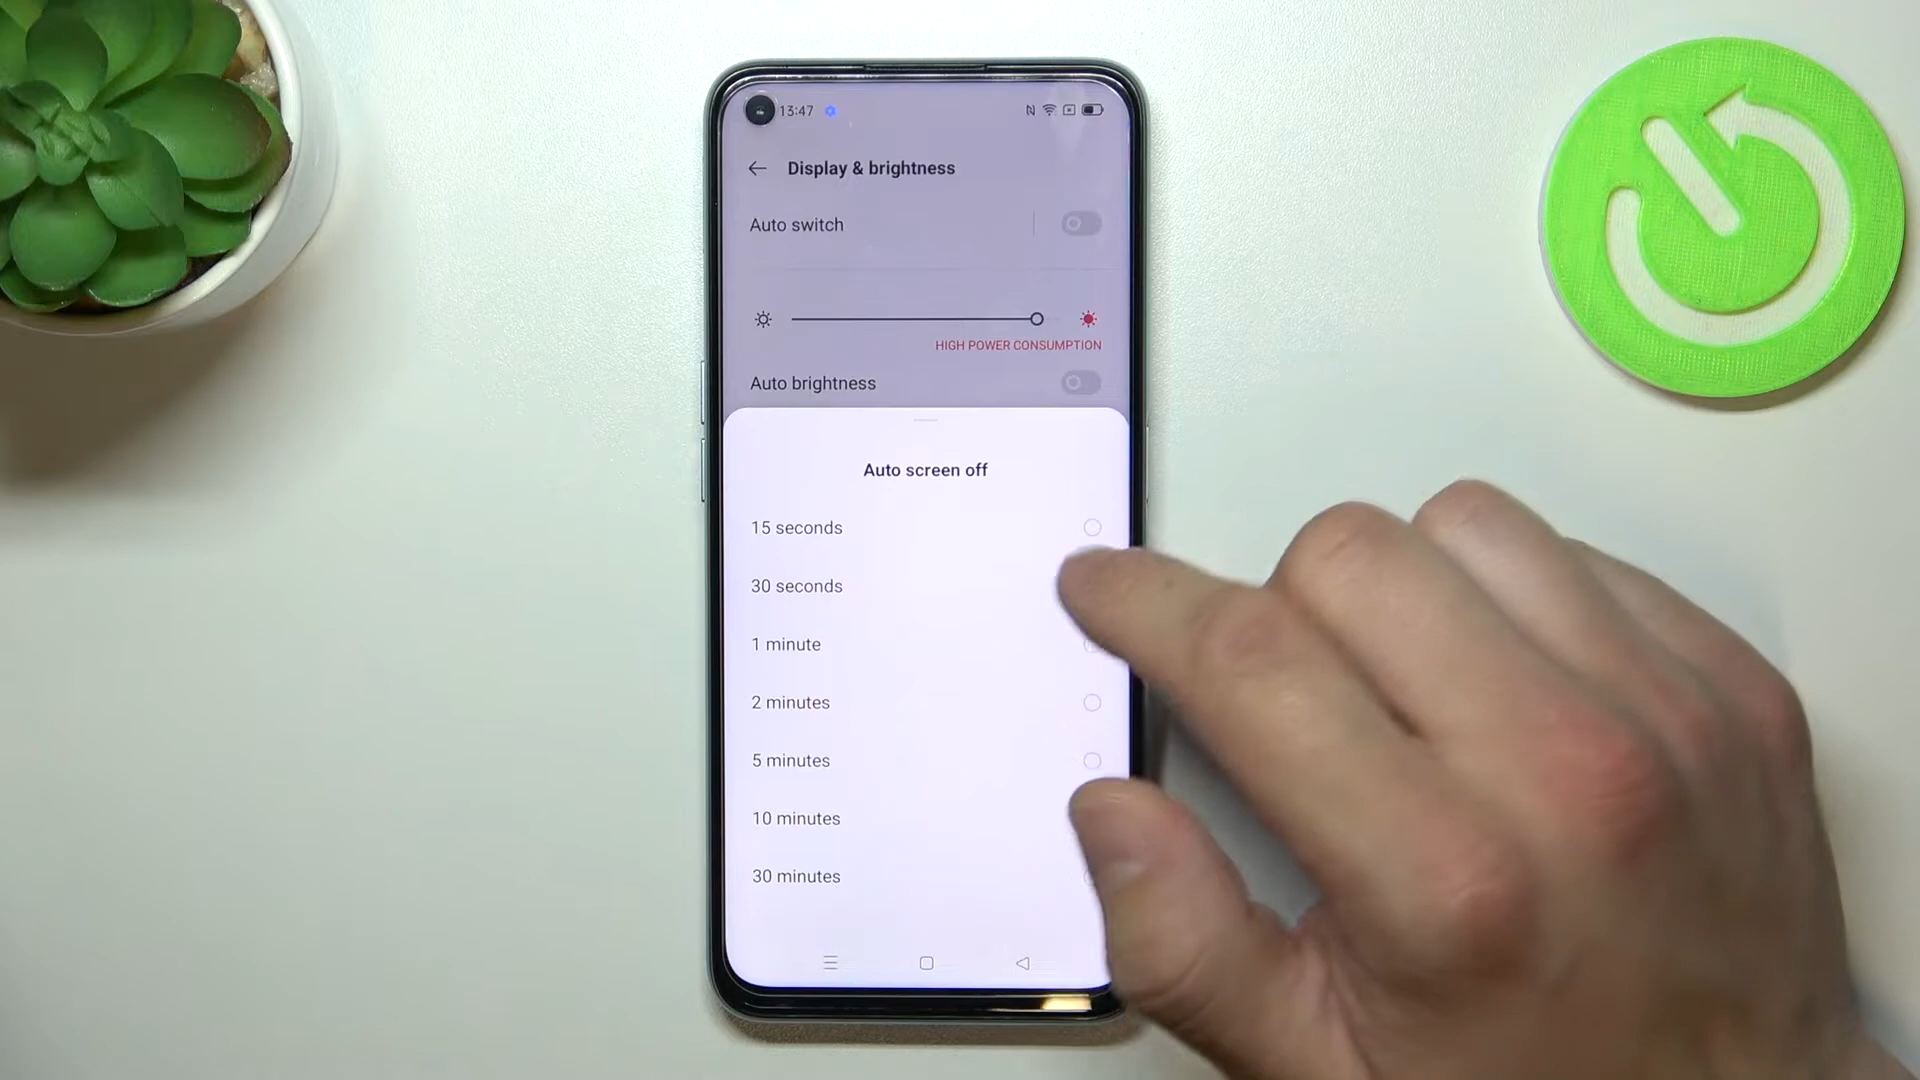 13:47
Display & brightness
Auto switch
HIGH POWER CONSUMPTION
Auto brightness
Auto screen off
15 seconds
30 seconds
1 minute
2 minutes
5 minutes
10 minutes
30 minutes